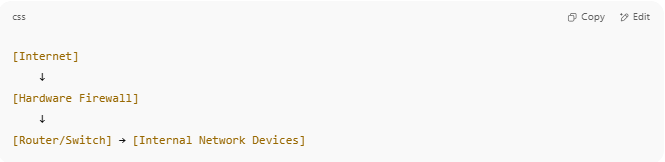 css Copy Edit
[Internet]
↓
[Hardware Firewall]
↓
[Router/Switch] → [Internal Network Devices]